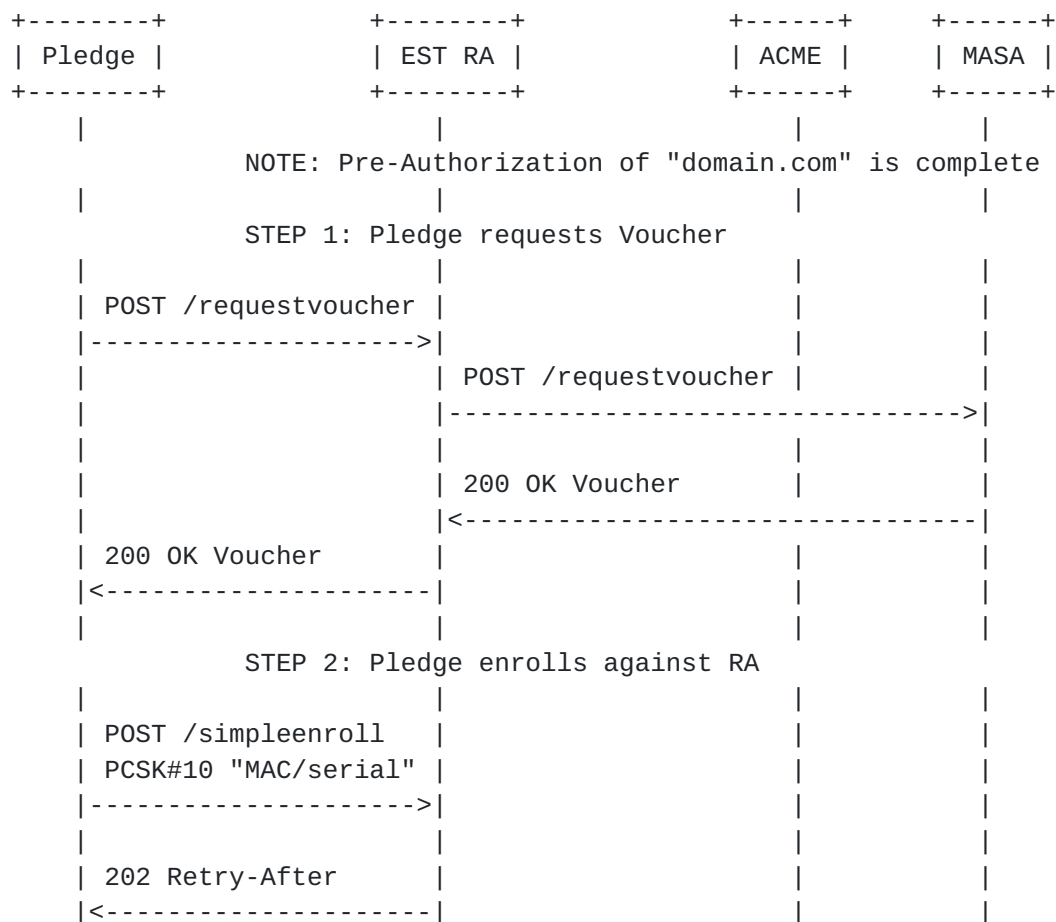 +--------+             +--------+             +------+     +------+
| Pledge |             | EST RA |             | ACME |     | MASA |
+--------+             +--------+             +------+     +------+
    |                      |                      |           |
               NOTE: Pre-Authorization of "domain.com" is complete
    |                      |                      |           |
               STEP 1: Pledge requests Voucher
    |                      |                      |           |
    | POST /requestvoucher |                      |           |
    |--------------------->|                      |           |
    |                      | POST /requestvoucher |           |
    |                      |--------------------------------->|
    |                      |                      |           |
    |                      | 200 OK Voucher       |           |
    |                      |<---------------------------------|
    | 200 OK Voucher       |                      |           |
    |<---------------------|                      |           |
    |                      |                      |           |
               STEP 2: Pledge enrolls against RA
    |                      |                      |           |
    | POST /simpleenroll   |                      |           |
    | PCSK#10 "MAC/serial" |                      |           |
    |--------------------->|                      |           |
    |                      |                      |           |
    | 202 Retry-After      |                      |           |
    |<---------------------|                      |           |